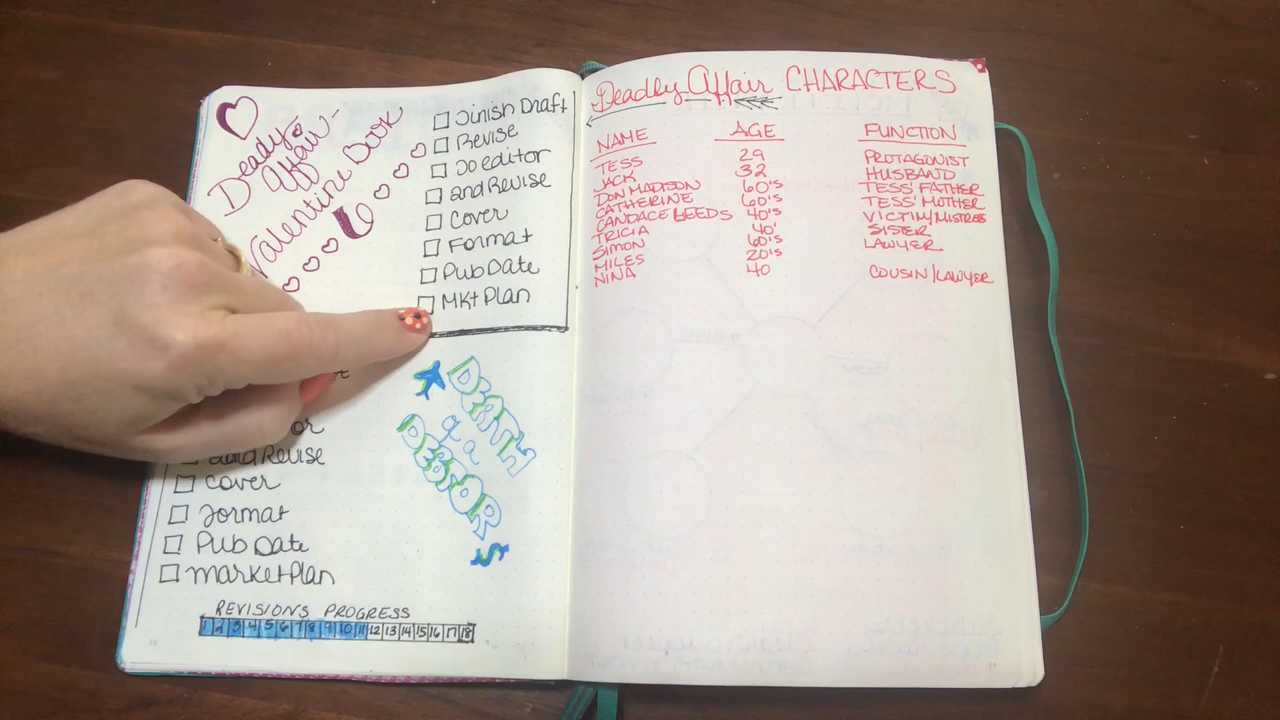 Deadly
Affair-
Valentine Book
Finish Draft
Revise
To editor
and Revise
Cover
Format
Pub Date
Mkt Plan
DEATH
of a
DEBTOR
$
or
and Revise
Cover
Format
Pub Date
Market Plan
REVISIONS PROGRESS
1 2 3 4 5 6 7 8 9 10 11 12 13 14 15 16 17 18
Deadly Affair CHARACTERS
NAME AGE FUNCTION
TESS 29 PROTAGONIST
JACK 32 HUSBAND
DON MADISON 60'S TESS' FATHER
CATHERINE 60'S TESS' MOTHER
CANDACE LEEDS 40'S VICTIM/MISTRESS
TRICIA 40' SISTER
SIMON 60'S LAWYER
MILES 20'S
NINA 40 COUSIN/LAWYER